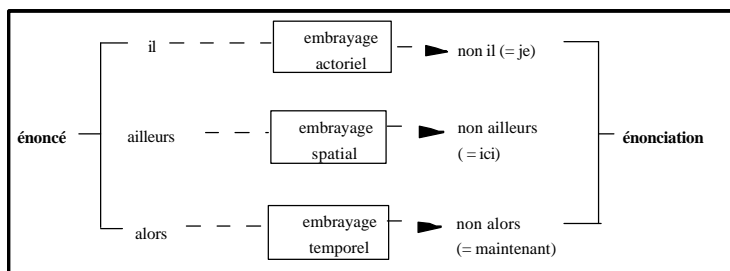 il
embrayage
actoriel
non il (= je)
énoncé
ailleurs
embrayage
spatial
non ailleurs
( = ici)
énonciation
alors
embrayage
temporel
non alors
(= maintenant)